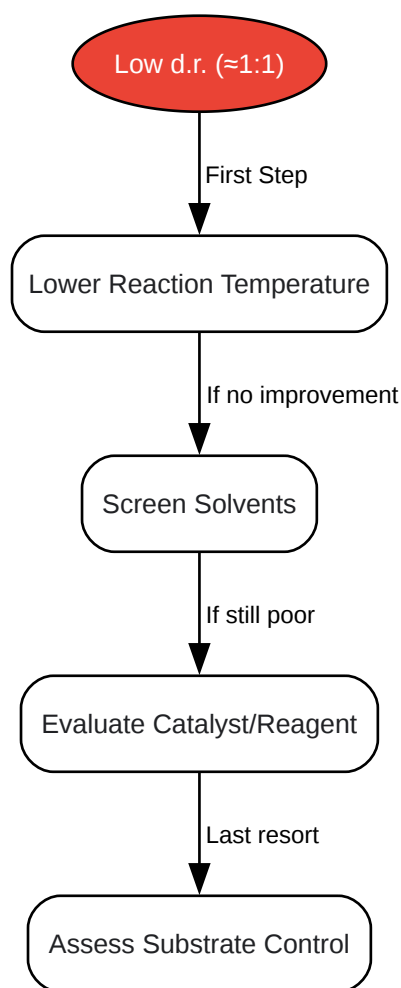 Low d.r. (≈1:1)
First Step
Lower Reaction Temperature
If no improvement
Screen Solvents
If still poor
Evaluate Catalyst/Reagent
Last resort
Assess Substrate Control